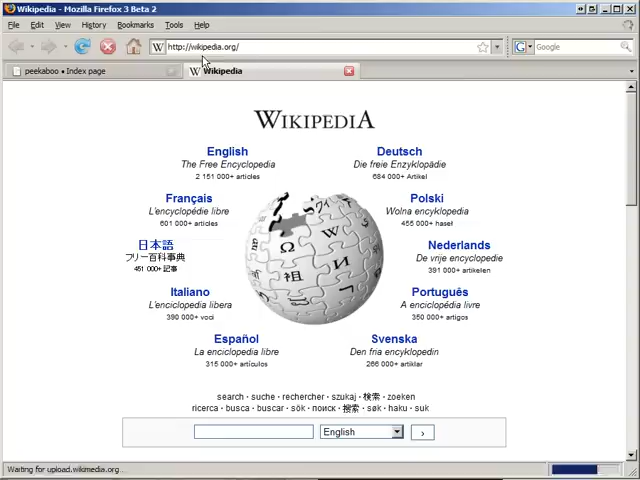 Wikipedia - Mozilla Firefox 3 Beta 2
File Edit View History Bookmarks Tools Help
W http://wikipedia.org/ G Google
peekaboo • Index page W Wikipedia
WIKIPEDIA
English
The Free Encyclopedia
2 151 000+ articles
Deutsch
Die freie Enzyklopädie
684 000+ Artikel
Français
L'encyclopédie libre
601 000+ articles
Polski
Wolna encyklopedia
455 000+ haseł
日本語
フリー百科事典
451 000+ 記事
Nederlands
De vrije encyclopedie
391 000+ artikelen
Italiano
L'enciclopedia libera
390 000+ voci
Português
A enciclopédia livre
350 000+ artigos
Español
La enciclopedia libre
315 000+ artículos
Svenska
Den fria encyklopedin
266 000+ artiklar
Ω W И 祖
search · suche · rechercher · szukaj · 検索 · zoeken
ricerca · busca · buscar · sök · поиск · 搜索 · søk · haku · suk
English ›
Waiting for upload.wikimedia.org...